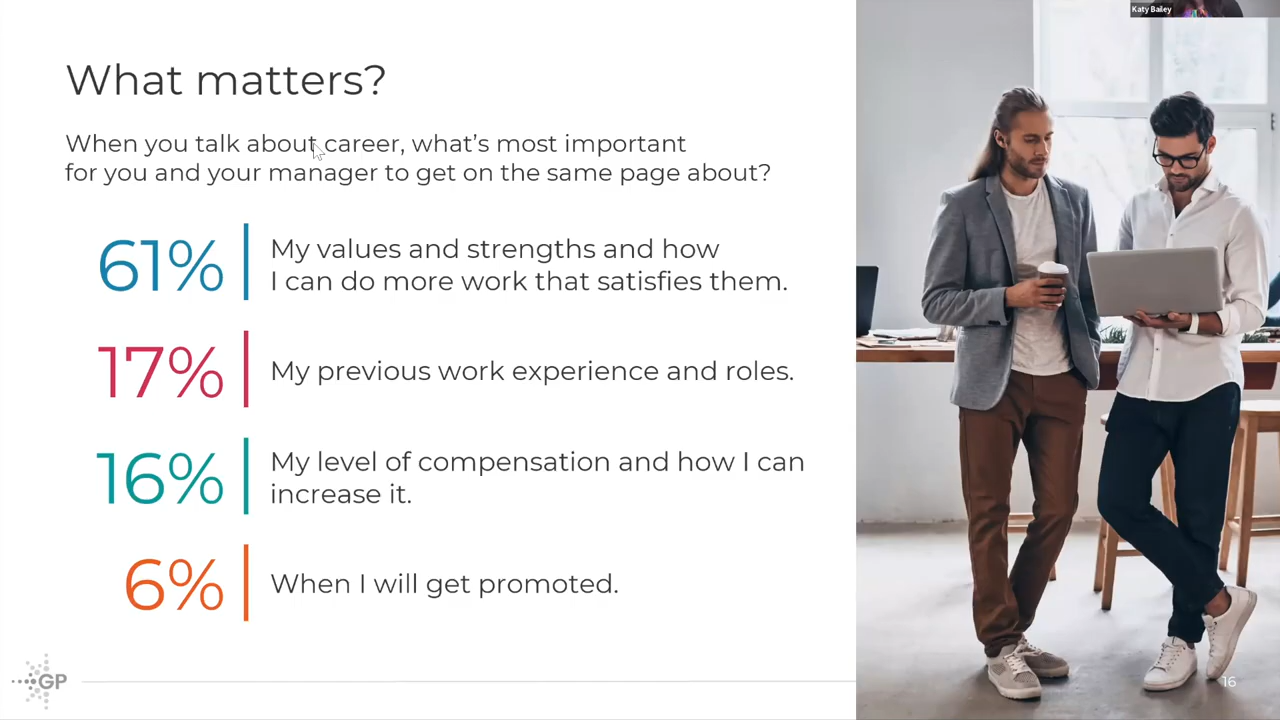 Katy Bailey
What matters?
When you talk about career, what's most important
for you and your manager to get on the same page about?
61%
My values and strengths and how
I can do more work that satisfies them.
17%
My previous work experience and roles.
16%
My level of compensation and how I can
increase it.
6%
When I will get promoted.
GP
16